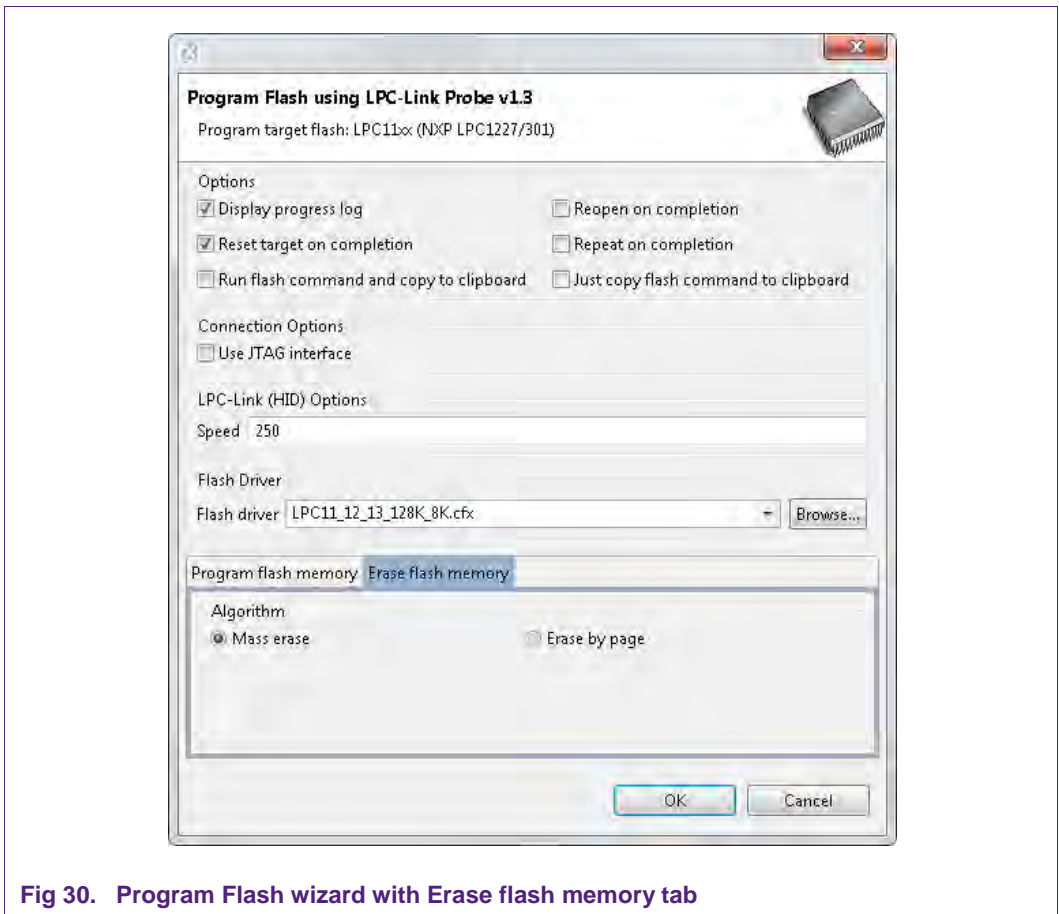 Program Flash using LPC-Link Probe v1.3
Program target flash: LPC11xx (NXP LPC1227/301)
Options
Display progress log Reopen on completion
Reset target on completion Repeat on completion
Run flash command and copy to clipboard Just copy flash command to clipboard
Connection Options
Use JTAG interface
LPC-Link (HID) Options
Speed 250
Flash Driver
Flash driver LPC11_12_13_128K_8K.cfx Browse...
Program flash memory Erase flash memory
Algorithm
Mass erase Erase by page
OK Cancel
Fig 30. Program Flash wizard with Erase flash memory tab